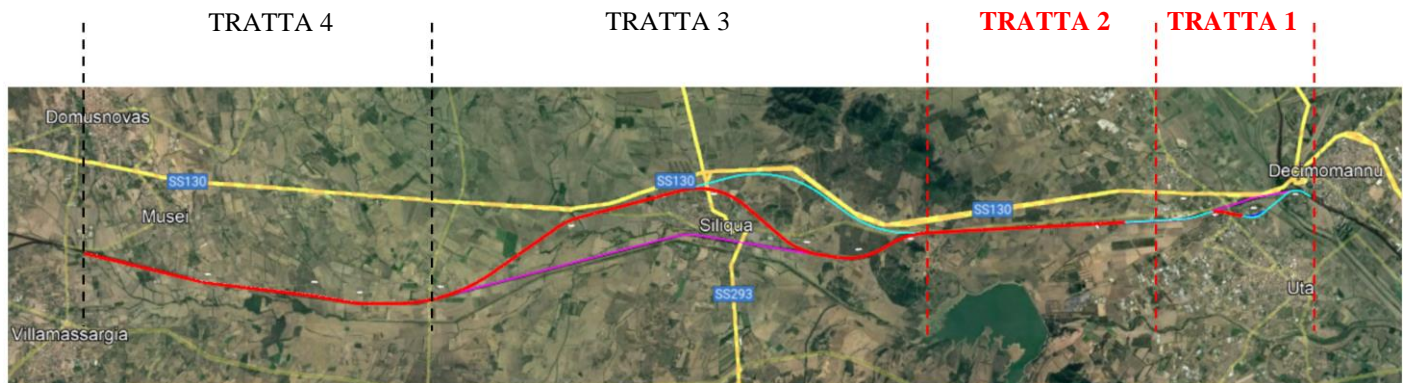 TRATTA 4
TRATTA 3
TRATTA 2
TRATTA 1
Domusnovas
Decimomannu
SS130
SS130
SS130
Musei
Siliqua
Uta
SS293
Villamassargia